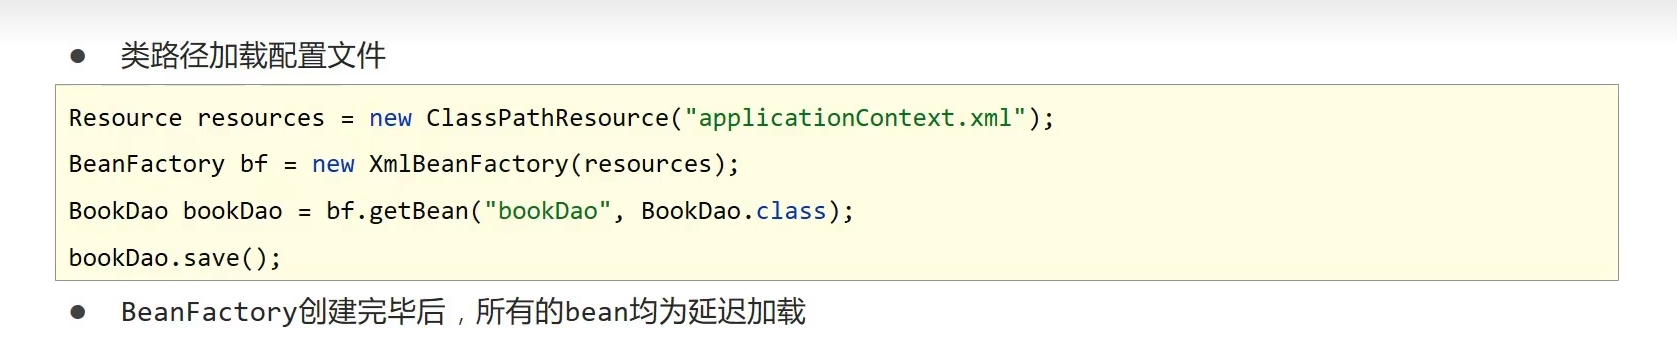 ● 类路径加载配置文件
Resource resources = new ClassPathResource("applicationContext.xml");
BeanFactory bf = new XmlBeanFactory(resources);
BookDao bookDao = bf.getBean("bookDao", BookDao.class);
bookDao.save();
● BeanFactory创建完毕后，所有的bean均为延迟加载